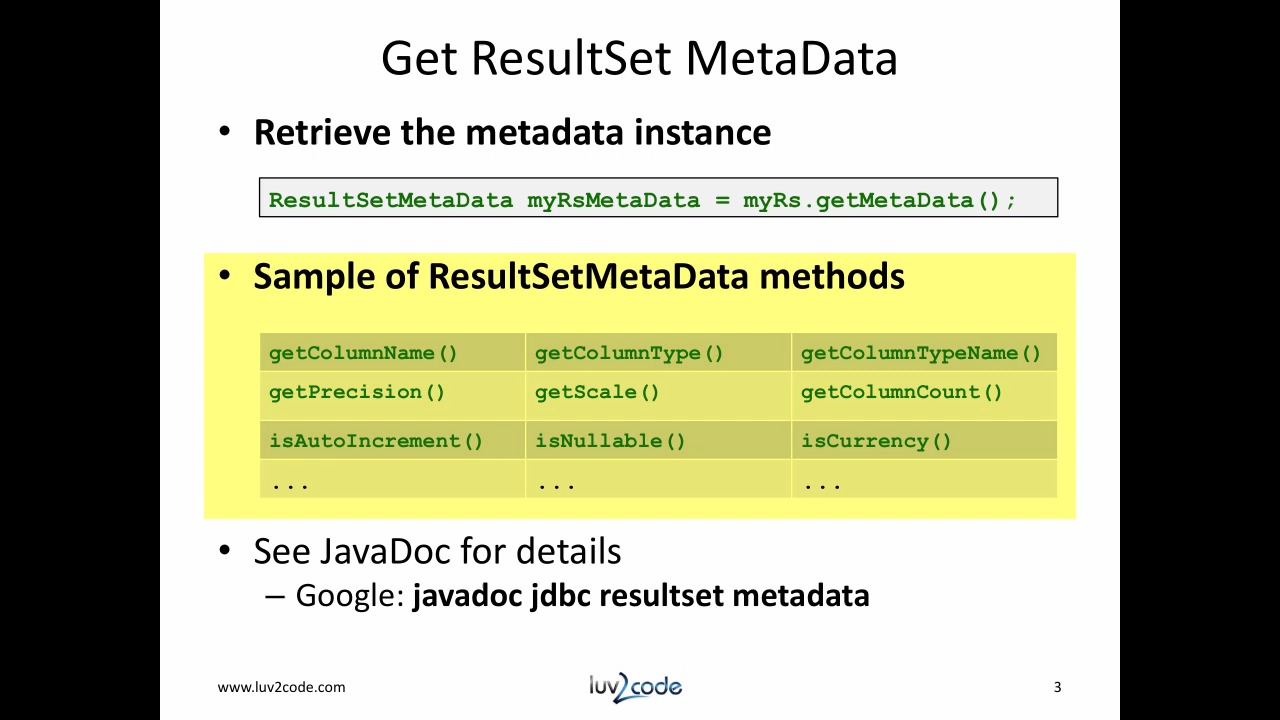 Get ResultSet MetaData
• Retrieve the metadata instance
ResultSetMetaData myRsMetaData = myRs.getMetaData();
• Sample of ResultSetMetaData methods
getColumnName() getColumnType() getColumnTypeName()
getPrecision() getScale() getColumnCount()
isAutoIncrement() isNullable() isCurrency()
... ... ...
• See JavaDoc for details
– Google: javadoc jdbc resultset metadata
www.luv2code.com luv2code 3